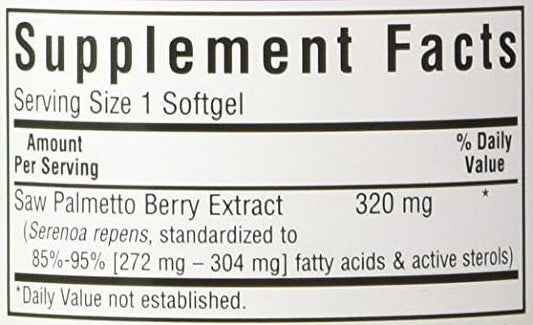 Supplement Facts
Serving Size 1 Softgel
Amount % Daily
Per Serving Value
Saw Palmetto Berry Extract 320 mg *
(Serenoa repens, standardized to
85%-95% [272 mg – 304 mg] fatty acids & active sterols)
*Daily Value not established.